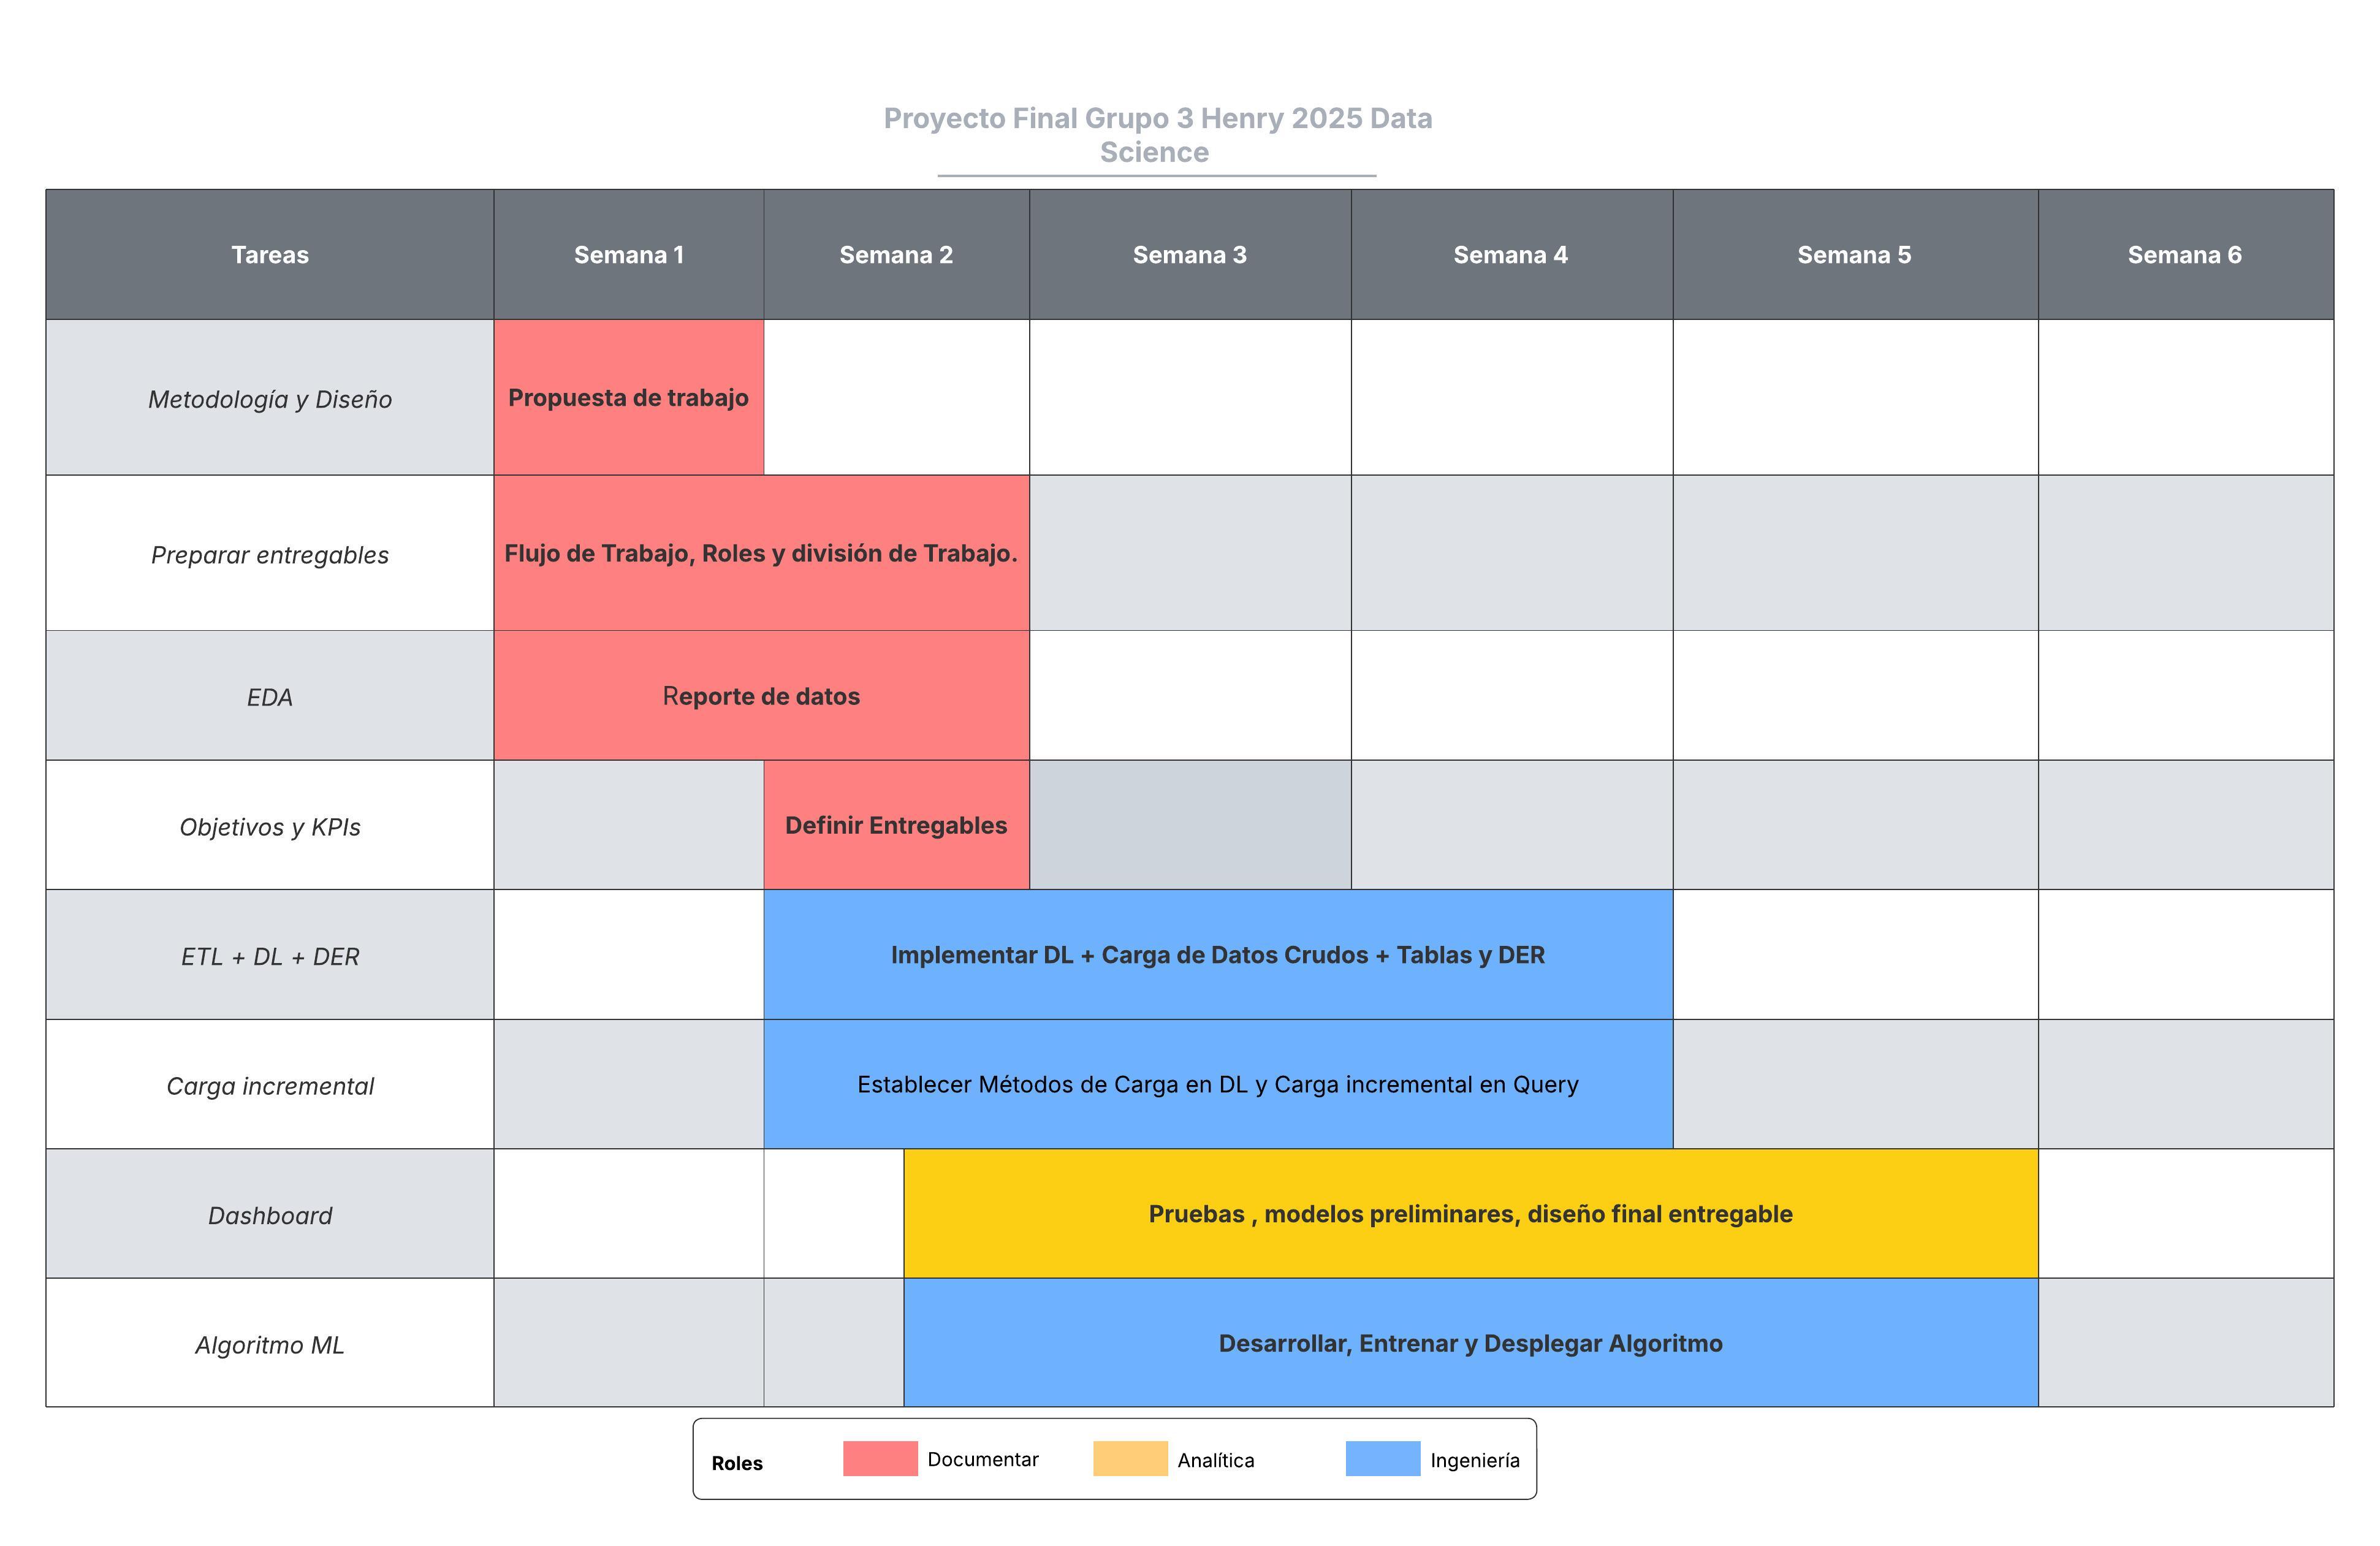 Proyecto Final Grupo 3 Henry 2025 Data
Science
Tareas
Semana 1
Semana 2
Semana 3
Semana 4
Semana 5
Semana 6
Metodología y Diseño
Propuesta de trabajo
Preparar entregables
Flujo de Trabajo, Roles y división de Trabajo.
EDA
Reporte de datos
Objetivos y KPIs
Definir Entregables
ETL + DL + DER
Implementar DL + Carga de Datos Crudos + Tablas y DER
Carga incremental
Establecer Métodos de Carga en DL y Carga incremental en Query
Dashboard
Pruebas , modelos preliminares, diseño final entregable
Algoritmo ML
Desarrollar, Entrenar y Desplegar Algoritmo
Roles
Documentar
Analítica
Ingeniería